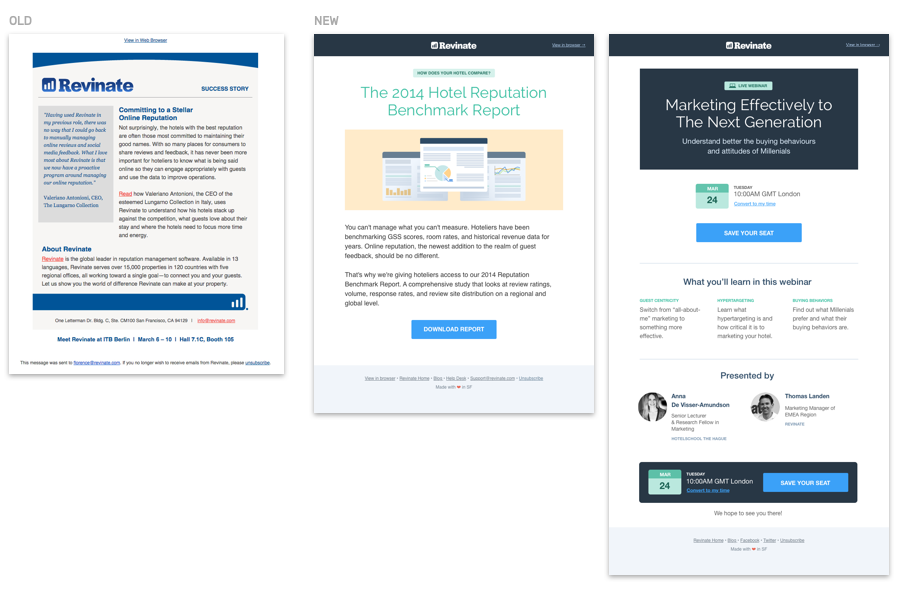 OLD
NEW
View in Web Browser
Revinate
SUCCESS STORY
"Having used Revinate in
my previous role, there
was no way that I could go
back to manually managing
online reviews and social
media feedback. What I love
most about Revinate is that
we now have a proactive
program around managing
our online reputation."
Valeriano Antonioni, CEO,
The Lungarno Collection
Committing to a Stellar
Online Reputation
Not surprisingly, the hotels with the best reputation
are often those most committed to maintaining their
good names. With so many places for consumers to
share reviews and feedback, it has never been more
important for hoteliers to know what is being said
online so they can engage appropriately with guests
and use the data to improve operations.
Read how Valeriano Antonioni, the CEO of the
esteemed Lungarno Collection in Italy, uses
Revinate to understand how his hotels stack up
against the competition, what guests love about their
stay and where the hotels need to focus more time
and energy.
About Revinate
Revinate is the global leader in reputation management software. Available in 13
languages, Revinate serves over 15,000 properties in 120 countries with five
regional offices, all working toward a single goal—to connect you and your guests.
Let us show you the world of difference Revinate can make at your property.
One Letterman Dr. Bldg. C, Ste. CM100 San Francisco, CA 94129 | info@revinate.com
Meet Revinate at ITB Berlin | March 6 – 10 | Hall 7.1C, Booth 105
This message was sent to florence@revinate.com. If you no longer wish to receive emails from Revinate, please unsubscribe.
Revinate
View in browser →
HOW DOES YOUR HOTEL COMPARE?
The 2014 Hotel Reputation
Benchmark Report
You can't manage what you can't measure. Hoteliers have been
benchmarking GSS scores, room rates, and historical revenue data for
years. Online reputation, the newest addition to the realm of guest
feedback, should be no different.
That's why we're giving hoteliers access to our 2014 Reputation
Benchmark Report. A comprehensive study that looks at review ratings,
volume, response rates, and review site distribution on a regional and
global level.
DOWNLOAD REPORT
View in browser • Revinate Home • Blog • Help Desk • Support@revinate.com • Unsubscribe
Made with ❤ in SF
Revinate
View in browser →
LIVE WEBINAR
Marketing Effectively to
The Next Generation
Understand better the buying behaviours
and attitudes of Millenials
MAR
24
TUESDAY
10:00AM GMT London
Convert to my time
SAVE YOUR SEAT
What you'll learn in this webinar
GUEST CENTRICITY
Switch from "all-about-
me" marketing to
something more
effective.
HYPERTARGETING
Learn what
hypertargeting is and
how critical it is to
marketing your hotel.
BUYING BEHAVIORS
Find out what Millenials
prefer and what their
buying behaviors are.
Presented by
Anna
De Visser-Amundson
Senior Lecturer
& Research Fellow in
Marketing
HOTELSCHOOL THE HAGUE
Thomas Landen
Marketing Manager of
EMEA Region
REVINATE
MAR
24
TUESDAY
10:00AM GMT London
Convert to my time
SAVE YOUR SEAT
We hope to see you there!
Revinate Home • Blog • Facebook • Twitter • Unsubscribe
Made with ❤ in SF